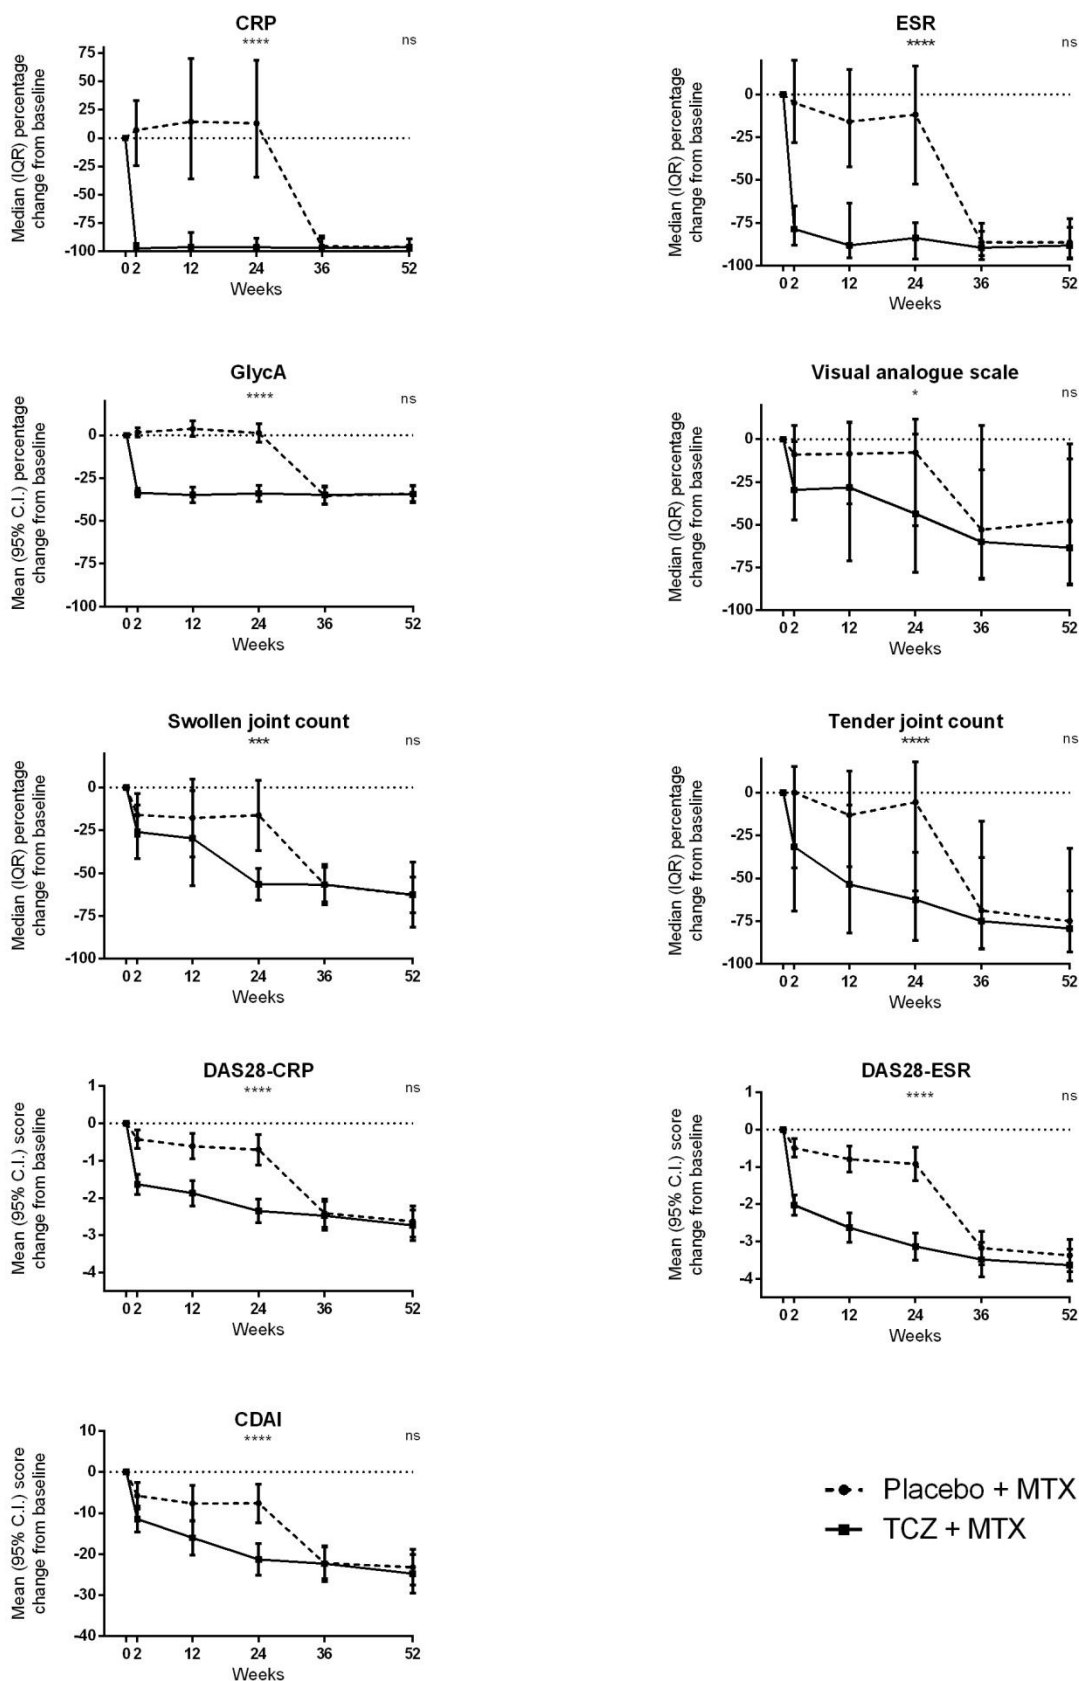 CRP
****
ns
Median (IQR) percentage
change from baseline
75
50
25
0
-25
-50
-75
-100
0 2 12 24 36 52
Weeks
ESR
****
ns
Median (IQR) percentage
change from baseline
0
-25
-50
-75
-100
0 2 12 24 36 52
Weeks
GlycA
****
ns
Mean (95% C.I.) percentage
change from baseline
0
-25
-50
-75
-100
0 2 12 24 36 52
Weeks
Visual analogue scale
*
ns
Median (IQR) percentage
change from baseline
0
-25
-50
-75
-100
0 2 12 24 36 52
Weeks
Swollen joint count
***
ns
Median (IQR) percentage
change from baseline
0
-25
-50
-75
-100
0 2 12 24 36 52
Weeks
Tender joint count
****
ns
Median (IQR) percentage
change from baseline
0
-25
-50
-75
-100
0 2 12 24 36 52
Weeks
DAS28-CRP
****
ns
Mean (95% C.I.) score
change from baseline
1
0
-1
-2
-3
-4
0 2 12 24 36 52
Weeks
DAS28-ESR
****
ns
Mean (95% C.I.) score
change from baseline
1
0
-1
-2
-3
-4
0 2 12 24 36 52
Weeks
CDAI
****
ns
Mean (95% C.I.) score
change from baseline
10
0
-10
-20
-30
-40
0 2 12 24 36 52
Weeks
Placebo + MTX
TCZ + MTX